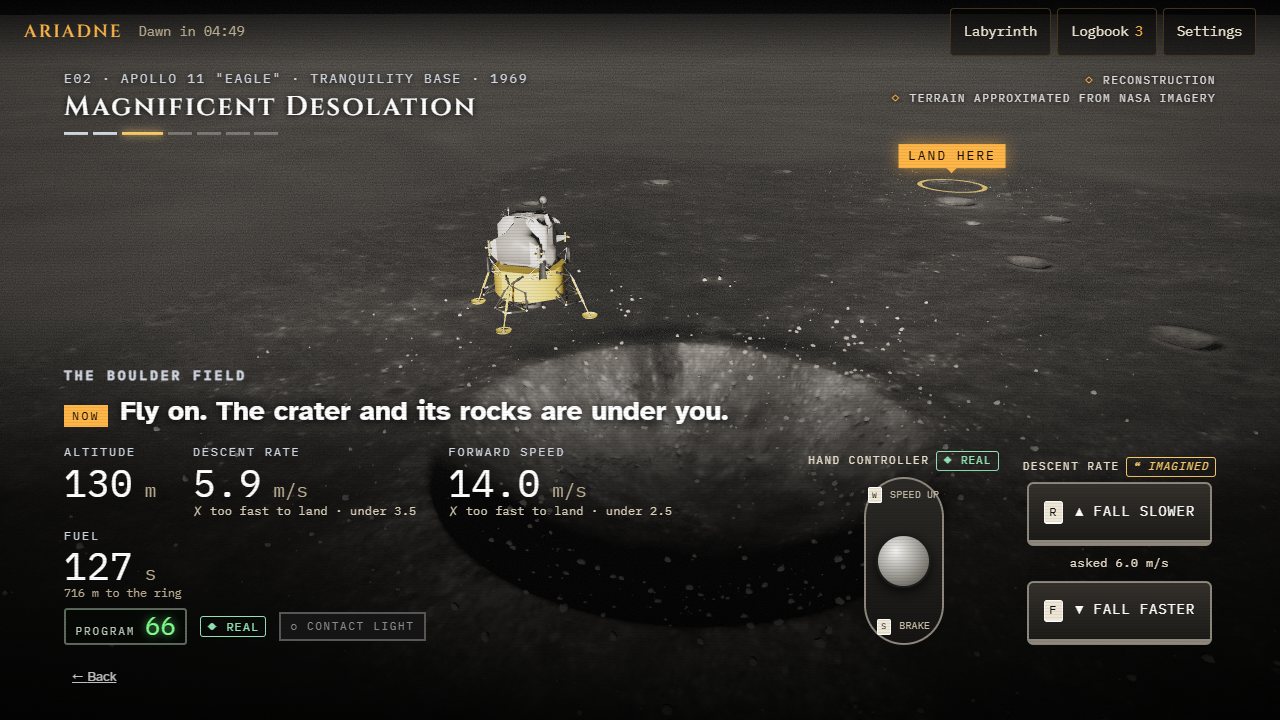 ARIADNE Dawn in 04:49
Labyrinth Logbook 3 Settings
E02 · APOLLO 11 "EAGLE" · TRANQUILITY BASE · 1969
Magnificent Desolation
◇ RECONSTRUCTION
◇ TERRAIN APPROXIMATED FROM NASA IMAGERY
LAND HERE
THE BOULDER FIELD
NOW Fly on. The crater and its rocks are under you.
ALTITUDE
130 m
DESCENT RATE
5.9 m/s
✗ too fast to land · under 3.5
FORWARD SPEED
14.0 m/s
✗ too fast to land · under 2.5
FUEL
127 s
716 m to the ring
PROGRAM 66
◆ REAL
○ CONTACT LIGHT
HAND CONTROLLER ◆ REAL
W SPEED UP
S BRAKE
DESCENT RATE ❝ IMAGINED
R ▲ FALL SLOWER
asked 6.0 m/s
F ▼ FALL FASTER
← Back